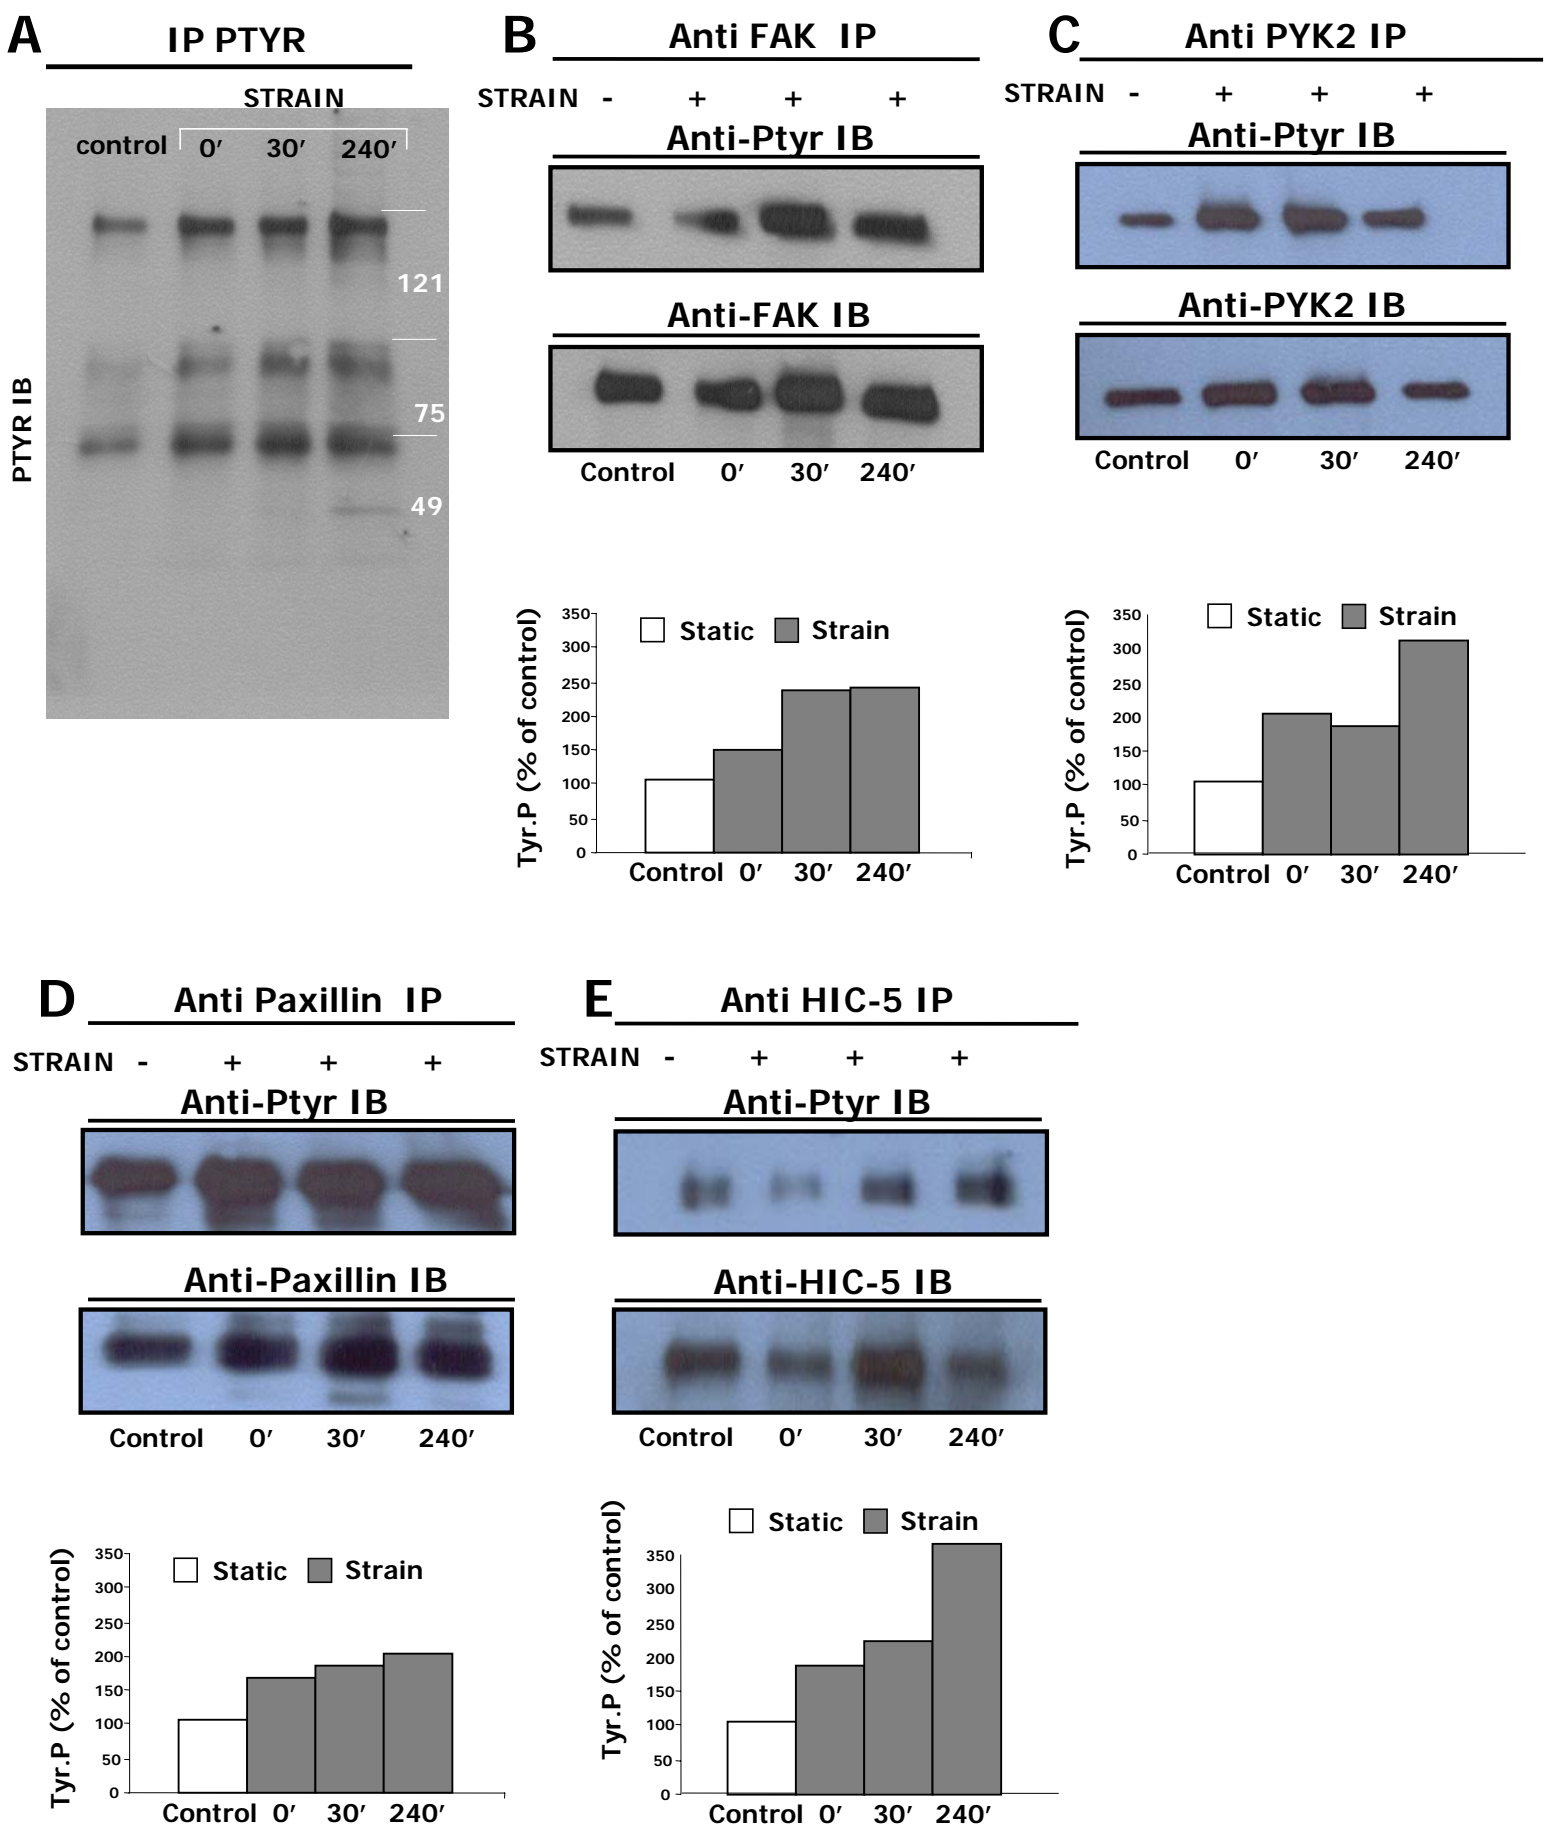 A
IP PTYR
STRAIN
control 0′ 30′ 240′
121
75
49
PTYR IB
B
Anti FAK IP
STRAIN - + + +
Anti-Ptyr IB
Anti-FAK IB
Control 0′ 30′ 240′
Tyr.P (% of control)
350
300
250
200
150
100
50
0
Static Strain
Control 0′ 30′ 240′
C
Anti PYK2 IP
STRAIN - + + +
Anti-Ptyr IB
Anti-PYK2 IB
Control 0′ 30′ 240′
Tyr.P (% of control)
350
300
250
200
150
100
50
0
Static Strain
Control 0′ 30′ 240′
D
Anti Paxillin IP
STRAIN - + + +
Anti-Ptyr IB
Anti-Paxillin IB
Control 0′ 30′ 240′
Tyr.P (% of control)
350
300
250
200
150
100
50
0
Static Strain
Control 0′ 30′ 240′
E
Anti HIC-5 IP
STRAIN - + + +
Anti-Ptyr IB
Anti-HIC-5 IB
Control 0′ 30′ 240′
Tyr.P (% of control)
350
300
250
200
150
100
50
0
Static Strain
Control 0′ 30′ 240′